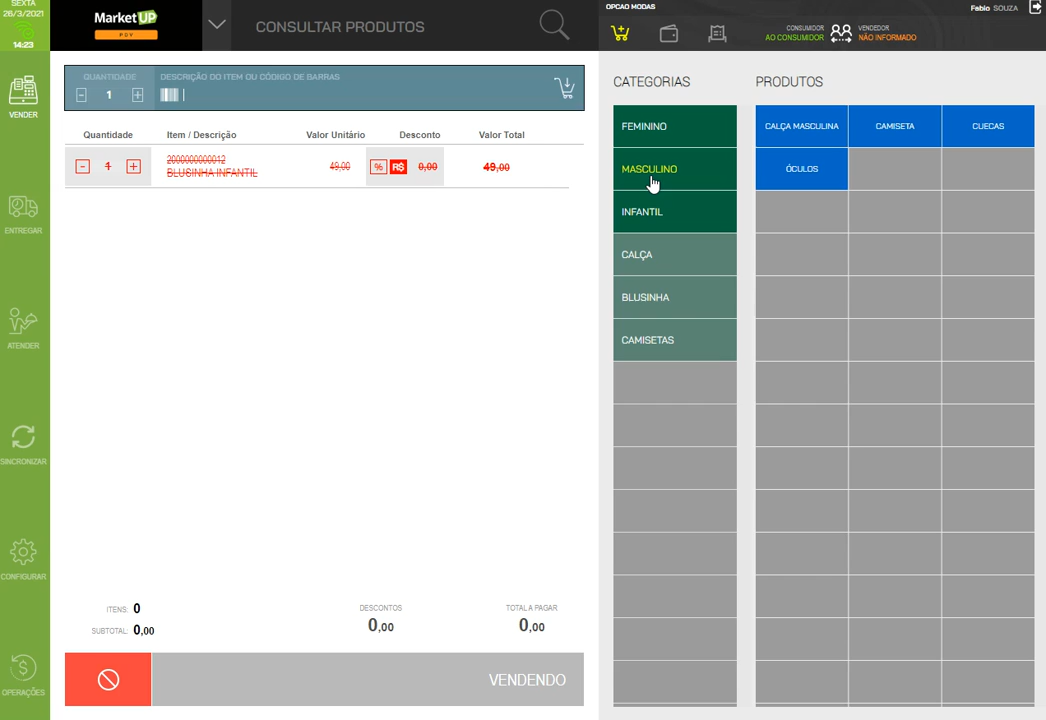 SEXTA
26/3/2021
14:23
MarketUP
PDV
CONSULTAR PRODUTOS
OPCAO MODAS
Fabio SOUZA
CONSUMIDOR
AO CONSUMIDOR
VENDEDOR
NÃO INFORMADO
VENDER
ENTREGAR
ATENDER
SINCRONIZAR
CONFIGURAR
OPERAÇÕES
QUANTIDADE
- 1 +
DESCRIÇÃO DO ITEM OU CÓDIGO DE BARRAS
Quantidade Item / Descrição Valor Unitário Desconto Valor Total
- 1 + 2000000000012 49,00 % R$ 0,00 49,00
BLUSINHA INFANTIL
ITENS: 0
SUBTOTAL: 0,00
DESCONTOS
0,00
TOTAL A PAGAR
0,00
VENDENDO
CATEGORIAS
FEMININO
MASCULINO
INFANTIL
CALÇA
BLUSINHA
CAMISETAS
PRODUTOS
CALÇA MASCULINA CAMISETA CUECAS
ÓCULOS